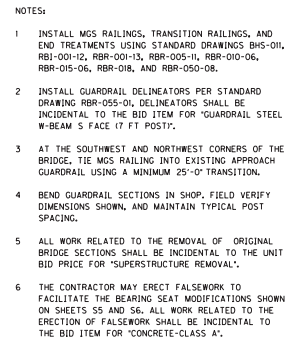 NOTES:
1 INSTALL MGS RAILINGS, TRANSITION RAILINGS, AND
END TREATMENTS USING STANDARD DRAWINGS BHS-011,
RBI-001-12, RBR-001-13, RBR-005-11, RBR-010-06,
RBR-015-06, RBR-018, AND RBR-050-08.
2 INSTALL GUARDRAIL DELINEATORS PER STANDARD
DRAWING RBR-055-01, DELINEATORS SHALL BE
INCIDENTAL TO THE BID ITEM FOR "GUARDRAIL STEEL
W-BEAM S FACE (7 FT POST)".
3 AT THE SOUTHWEST AND NORTHWEST CORNERS OF THE
BRIDGE, TIE MGS RAILING INTO EXISTING APPROACH
GUARDRAIL USING A MINIMUM 25'-0" TRANSITION.
4 BEND GUARDRAIL SECTIONS IN SHOP. FIELD VERIFY
DIMENSIONS SHOWN, AND MAINTAIN TYPICAL POST
SPACING.
5 ALL WORK RELATED TO THE REMOVAL OF ORIGINAL
BRIDGE SECTIONS SHALL BE INCIDENTAL TO THE UNIT
BID PRICE FOR "SUPERSTRUCTURE REMOVAL".
6 THE CONTRACTOR MAY ERECT FALSEWORK TO
FACILITATE THE BEARING SEAT MODIFICATIONS SHOWN
ON SHEETS S5 AND S6. ALL WORK RELATED TO THE
ERECTION OF FALSEWORK SHALL BE INCIDENTAL TO
THE BID ITEM FOR "CONCRETE-CLASS A".